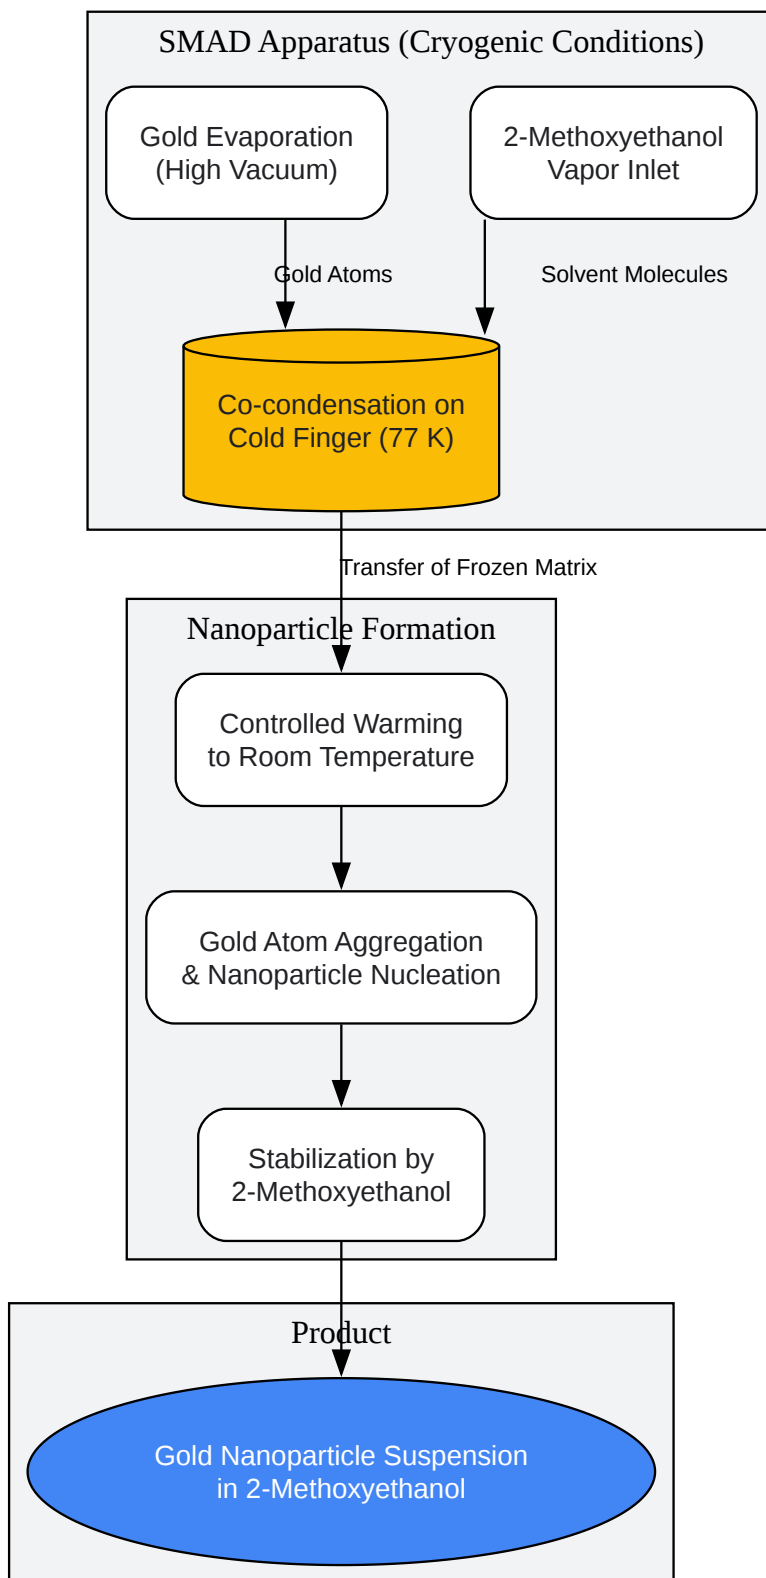 SMAD Apparatus (Cryogenic Conditions)
Gold Evaporation
(High Vacuum)
2-Methoxyethanol
Vapor Inlet
Gold Atoms
Solvent Molecules
Co-condensation on
Cold Finger (77 K)
Transfer of Frozen Matrix
Nanoparticle Formation
Controlled Warming
to Room Temperature
Gold Atom Aggregation
& Nanoparticle Nucleation
Stabilization by
2-Methoxyethanol
Product
Gold Nanoparticle Suspension
in 2-Methoxyethanol